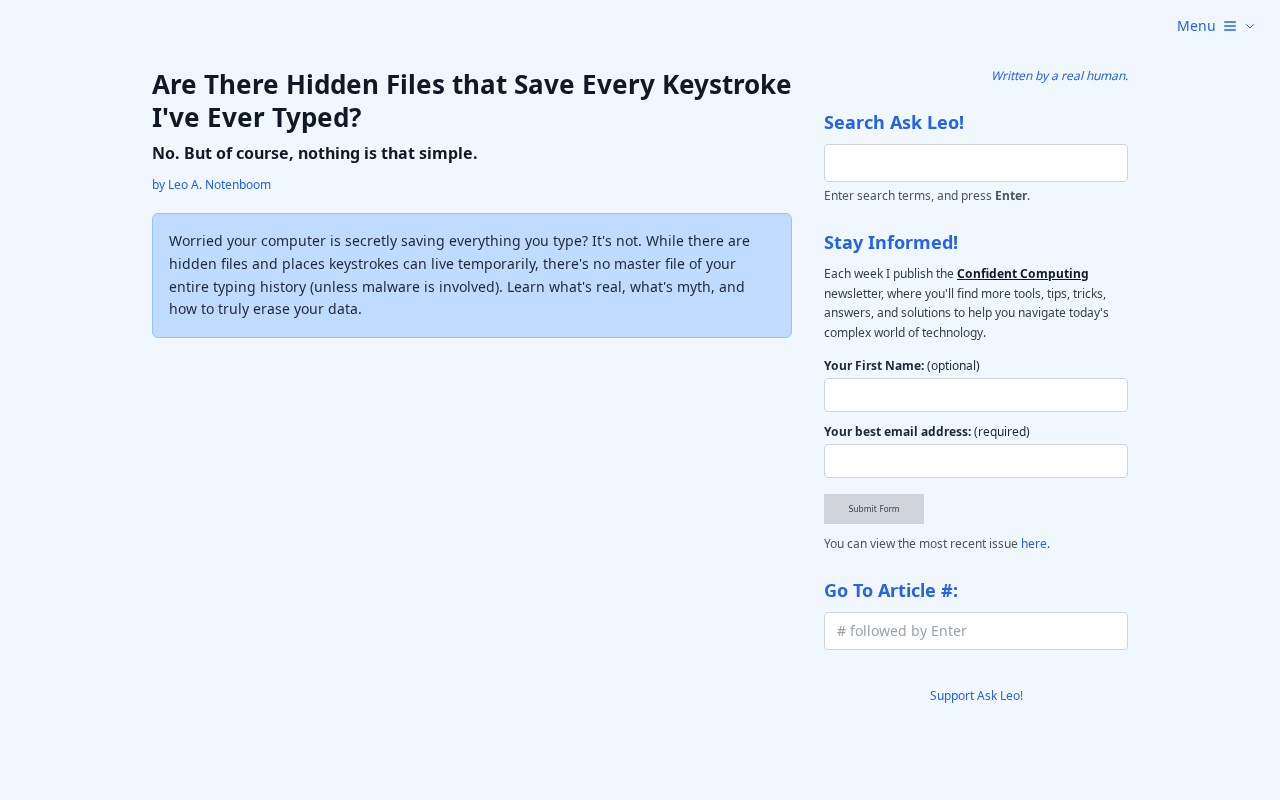 Menu
Are There Hidden Files that Save Every Keystroke
I've Ever Typed?
No. But of course, nothing is that simple.
by Leo A. Notenboom
Worried your computer is secretly saving everything you type? It's not. While there are
hidden files and places keystrokes can live temporarily, there's no master file of your
entire typing history (unless malware is involved). Learn what's real, what's myth, and
how to truly erase your data.
Written by a real human.
Search Ask Leo!
Enter search terms, and press Enter.
Stay Informed!
Each week I publish the Confident Computing
newsletter, where you'll find more tools, tips, tricks,
answers, and solutions to help you navigate today's
complex world of technology.
Your First Name: (optional)
Your best email address: (required)
Submit Form
You can view the most recent issue here.
Go To Article #:
# followed by Enter
Support Ask Leo!